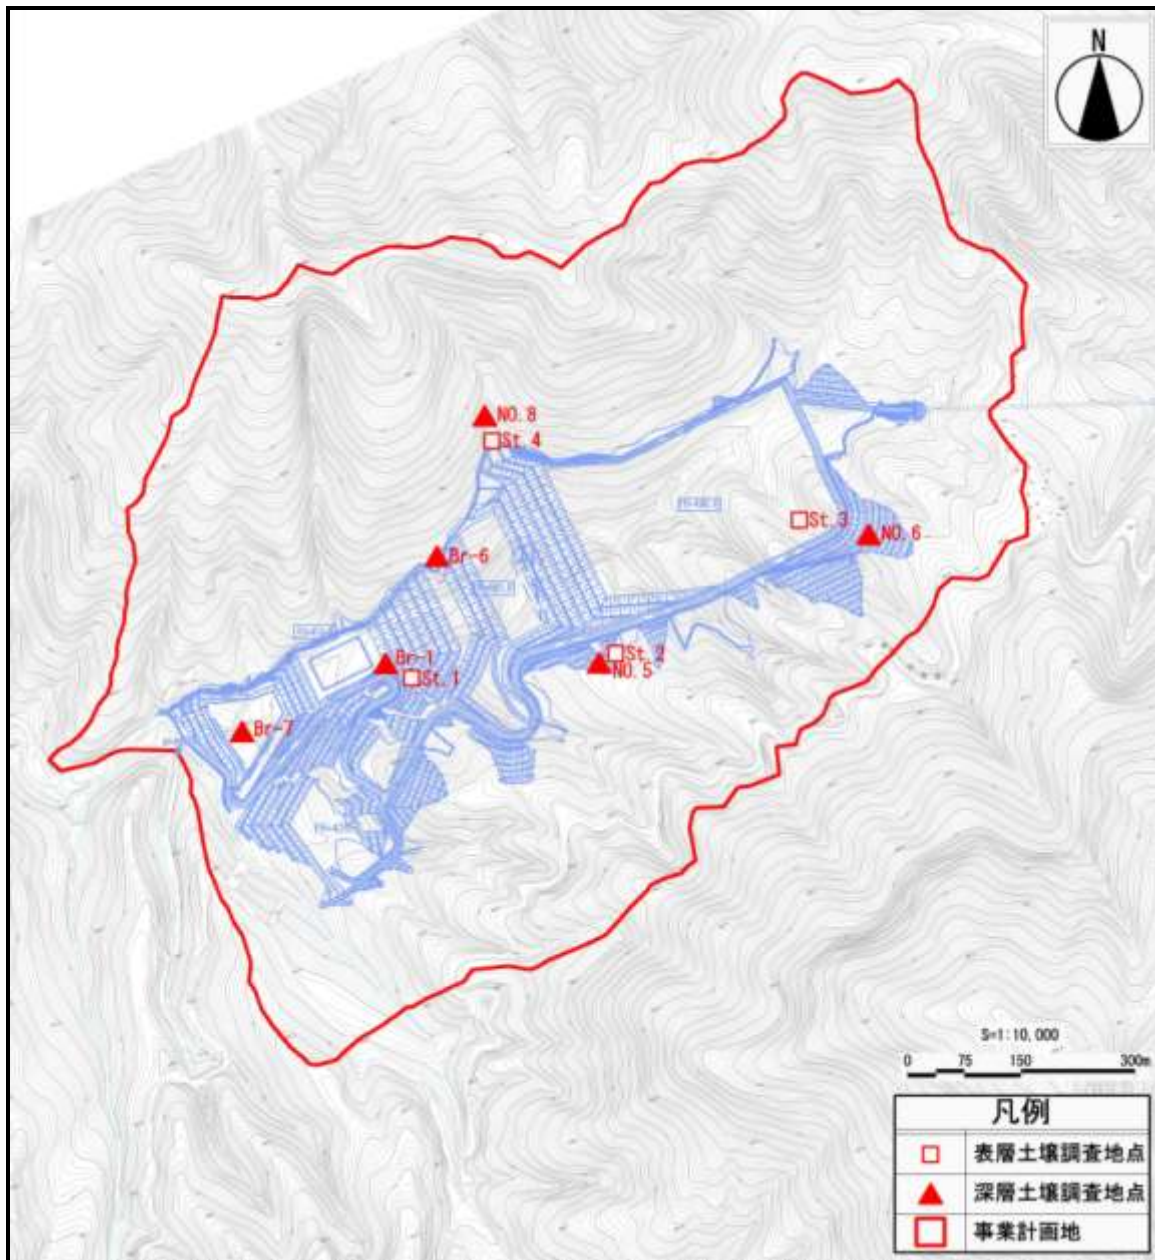 N
NO. 8
St. 4
St. 3
NO. 6
Br-6
St. 2
NO. 5
Br-1
St. 1
Br-7
S=1:10,000
0 75 150 300m
凡例
表層土壌調査地点
深層土壌調査地点
事業計画地